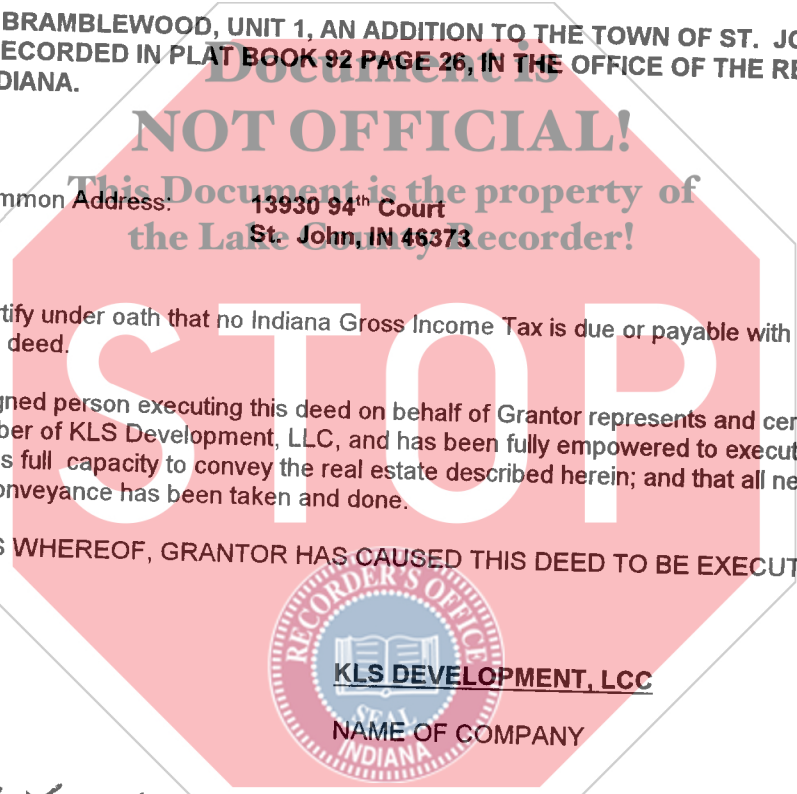 BRAMBLEWOOD, UNIT 1, AN ADDITION TO THE TOWN OF ST. JO
ECORDED IN PLAT BOOK 92 PAGE 26, IN THE OFFICE OF THE RE
DIANA.
Document is
NOT OFFICIAL!
This Document is the property of
the Lake County Recorder!
mmon Address: 13930 94th Court
St. John, IN 46373
STOP
rtify under oath that no Indiana Gross Income Tax is due or payable with
deed.
gned person executing this deed on behalf of Grantor represents and cer
ber of KLS Development, LLC, and has been fully empowered to execut
s full capacity to convey the real estate described herein; and that all ne
onveyance has been taken and done.
S WHEREOF, GRANTOR HAS CAUSED THIS DEED TO BE EXECUT
RECORDER'S OFFICE
SEAL
INDIANA
KLS DEVELOPMENT, LCC
NAME OF COMPANY